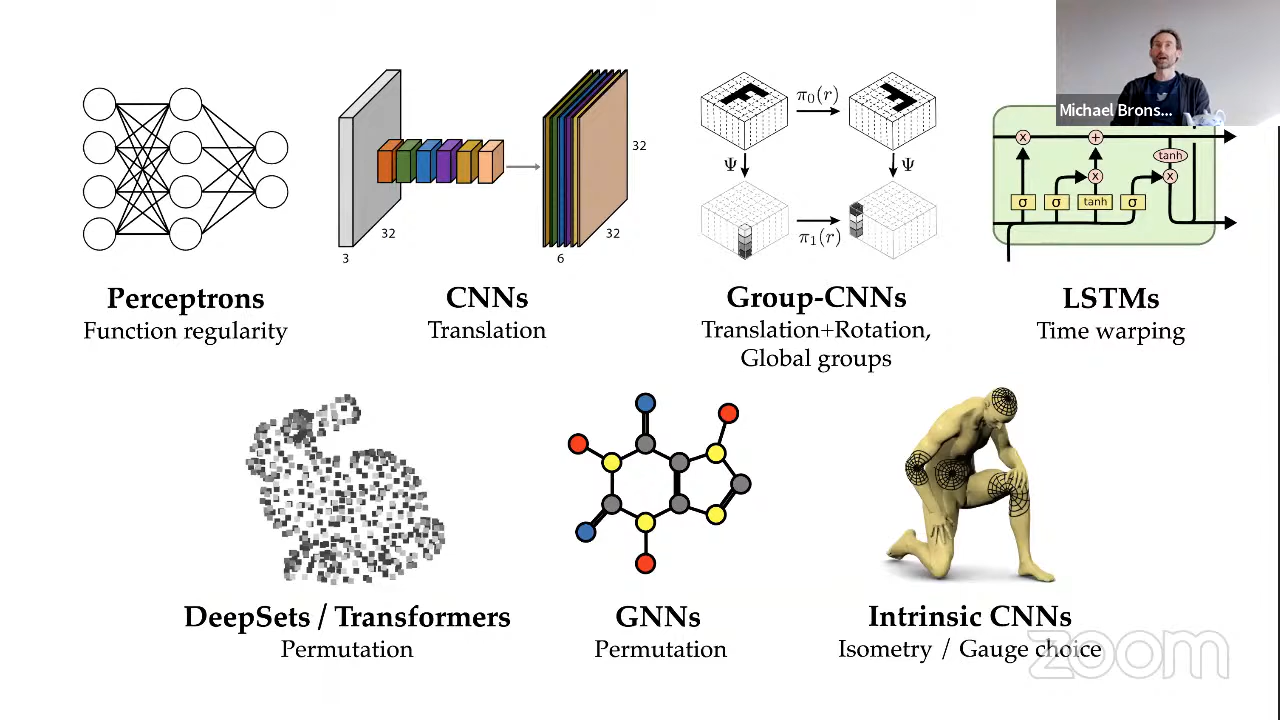 Michael Brons...
π₀(r)
Ψ
Ψ
π₁(r)
32
32
3
32
6
x
+
tanh
x
x
σ
σ
tanh
σ
Perceptrons
Function regularity
CNNs
Translation
Group-CNNs
Translation+Rotation,
Global groups
LSTMs
Time warping
DeepSets / Transformers
Permutation
GNNs
Permutation
Intrinsic CNNs
Isometry / Gauge choice
zoom